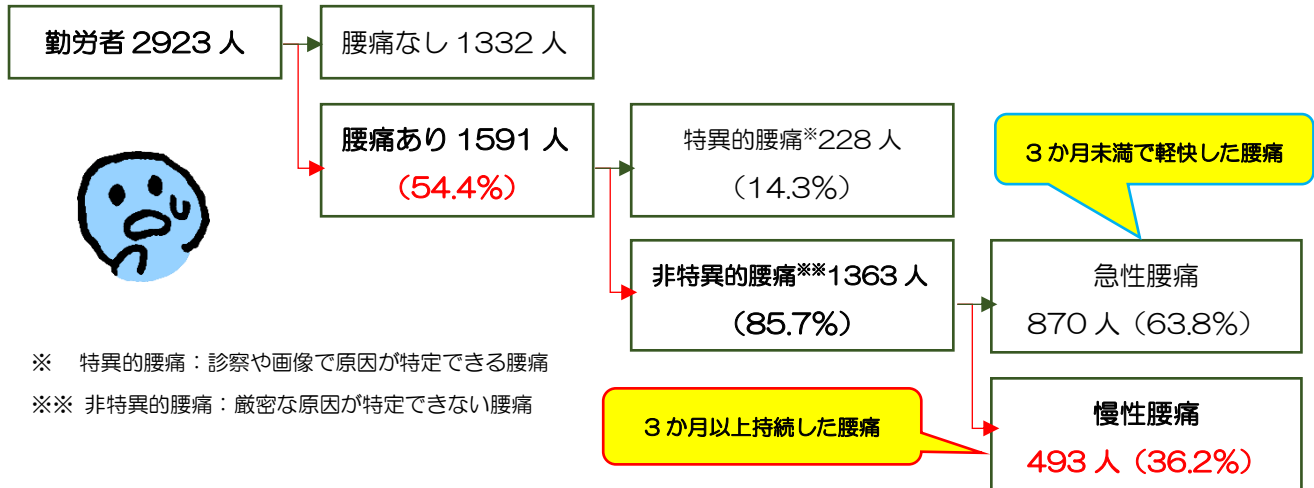 勤労者 2923 人
腰痛なし 1332 人
腰痛あり 1591 人
(54.4%)
特異的腰痛※228 人
(14.3%)
3 か月未満で軽快した腰痛
非特異的腰痛※※1363 人
(85.7%)
急性腰痛
870 人（63.8%）
※ 特異的腰痛：診察や画像で原因が特定できる腰痛
※※ 非特異的腰痛：厳密な原因が特定できない腰痛
3 か月以上持続した腰痛
慢性腰痛
493 人（36.2%）